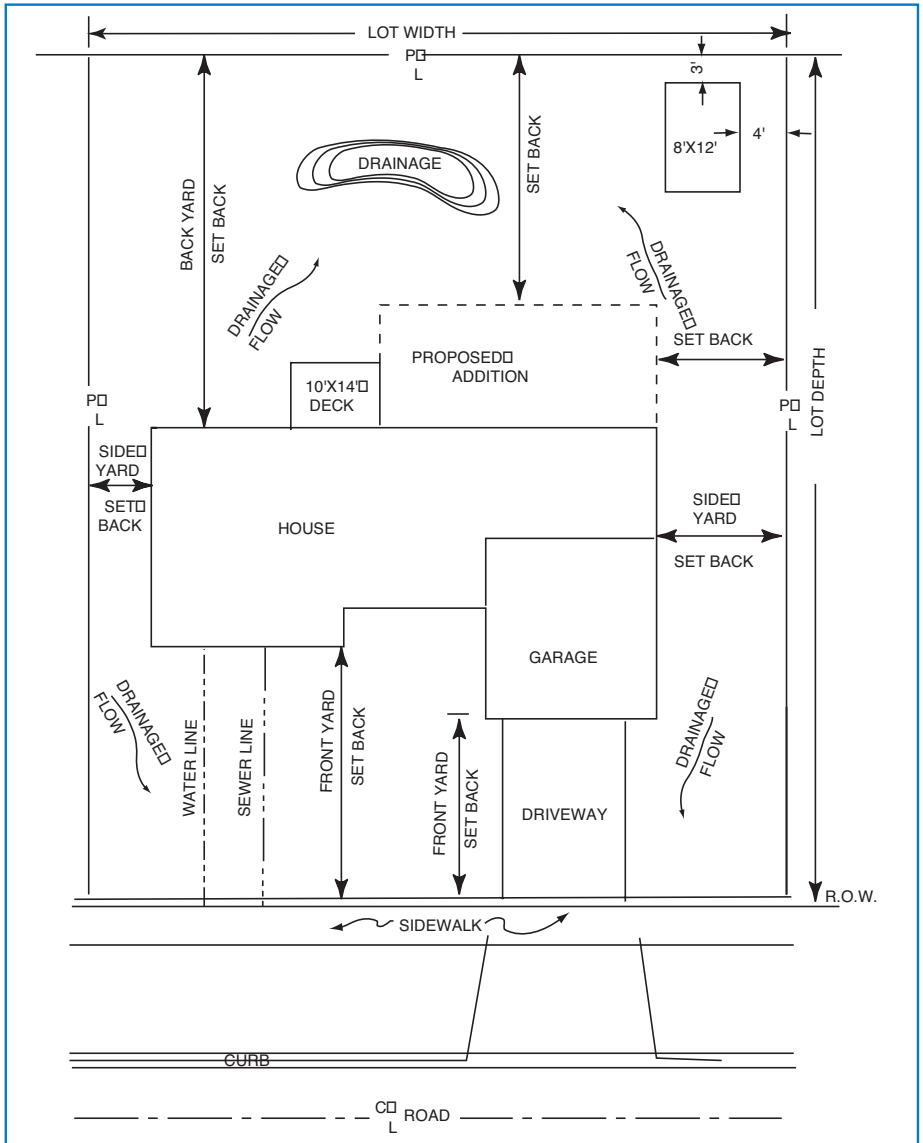 LOT WIDTH
P
L
3'
8'X12'
4'
DRAINAGE
SET BACK
BACK YARD
SET BACK
DRAINAGE
FLOW
DRAINAGE
FLOW
SET BACK
PROPOSED
ADDITION
10'X14'
DECK
P
L
P
L
LOT DEPTH
SIDE
YARD
SET
BACK
HOUSE
SIDE
YARD
SET BACK
GARAGE
DRAINAGE
FLOW
WATER LINE
SEWER LINE
FRONT YARD
SET BACK
FRONT YARD
SET BACK
DRIVEWAY
DRAINAGE
FLOW
R.O.W.
SIDEWALK
CURB
C
L
ROAD